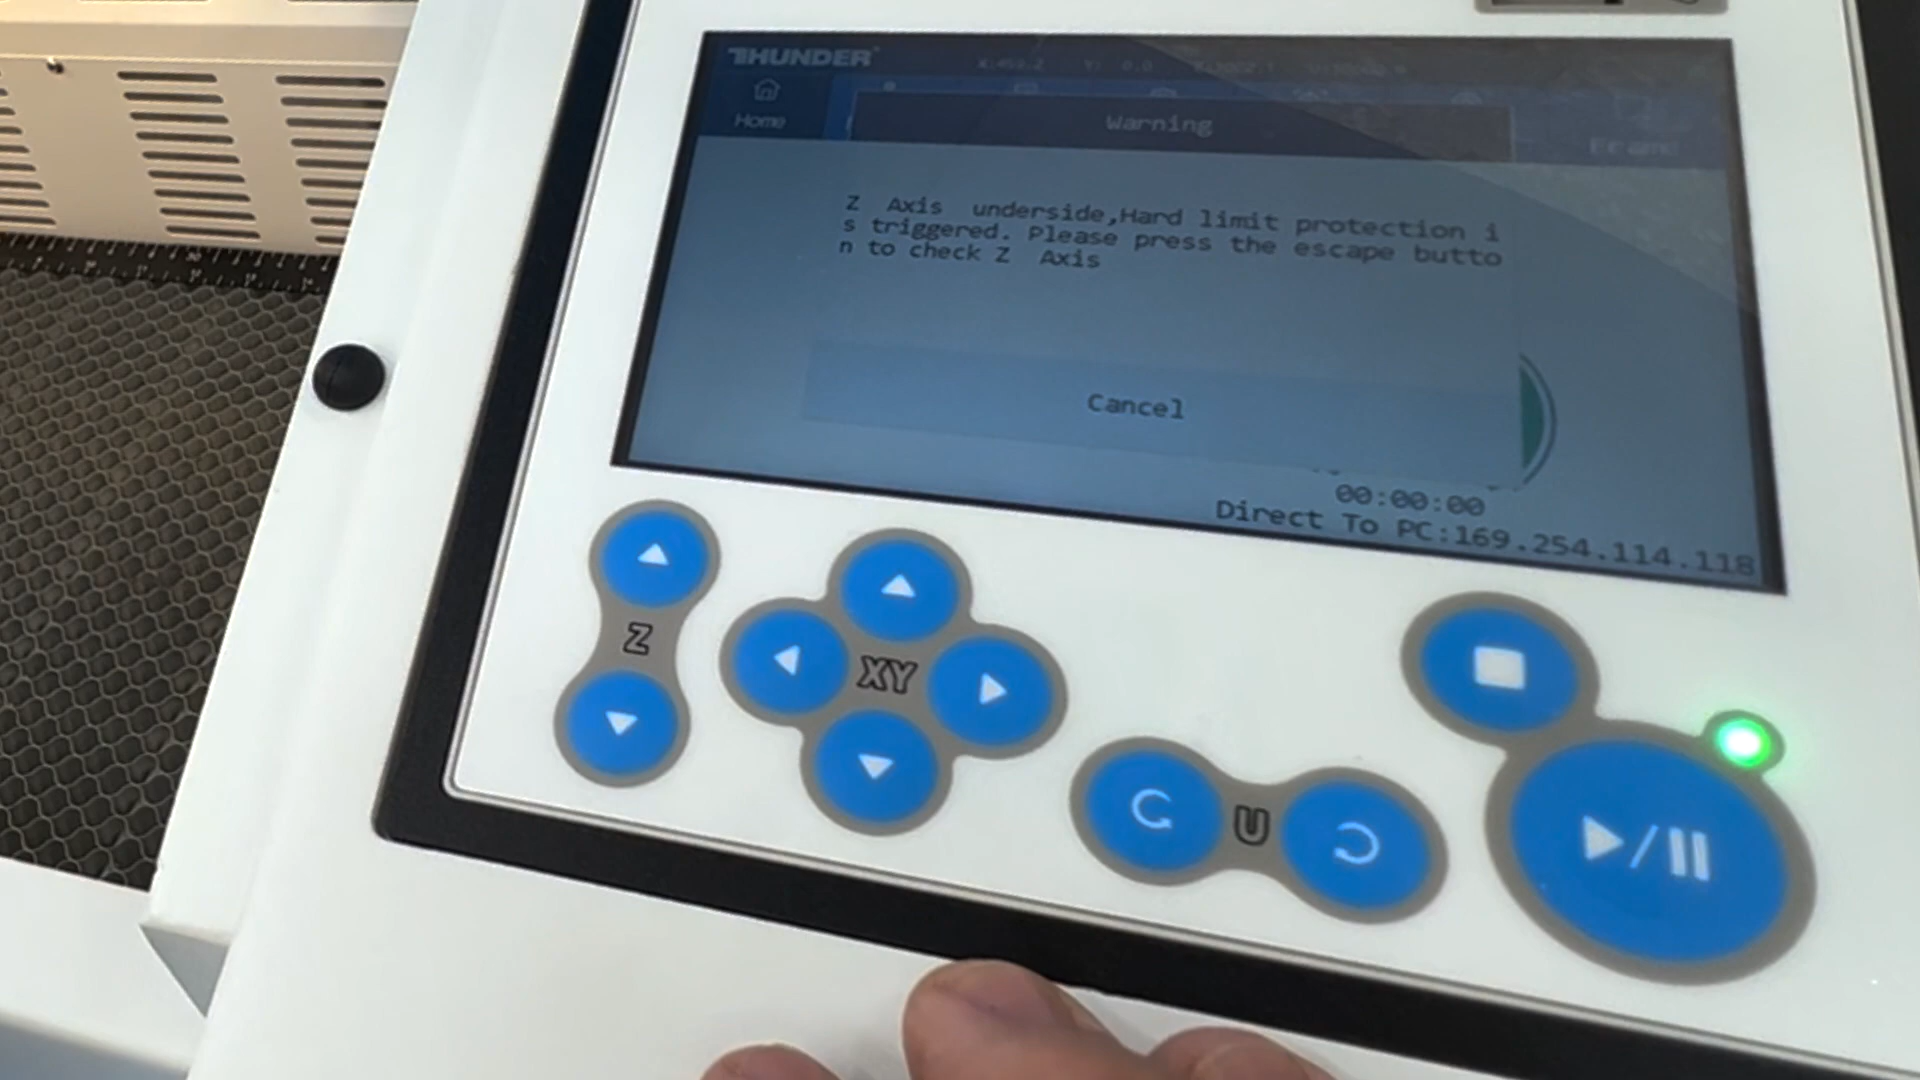 THUNDER
Home
Warning
Frame
Z Axis underside,Hard limit protection i
s triggered. Please press the escape butto
n to check Z Axis
Cancel
00:00:00
Direct To PC:169.254.114.118
Z
XY
U